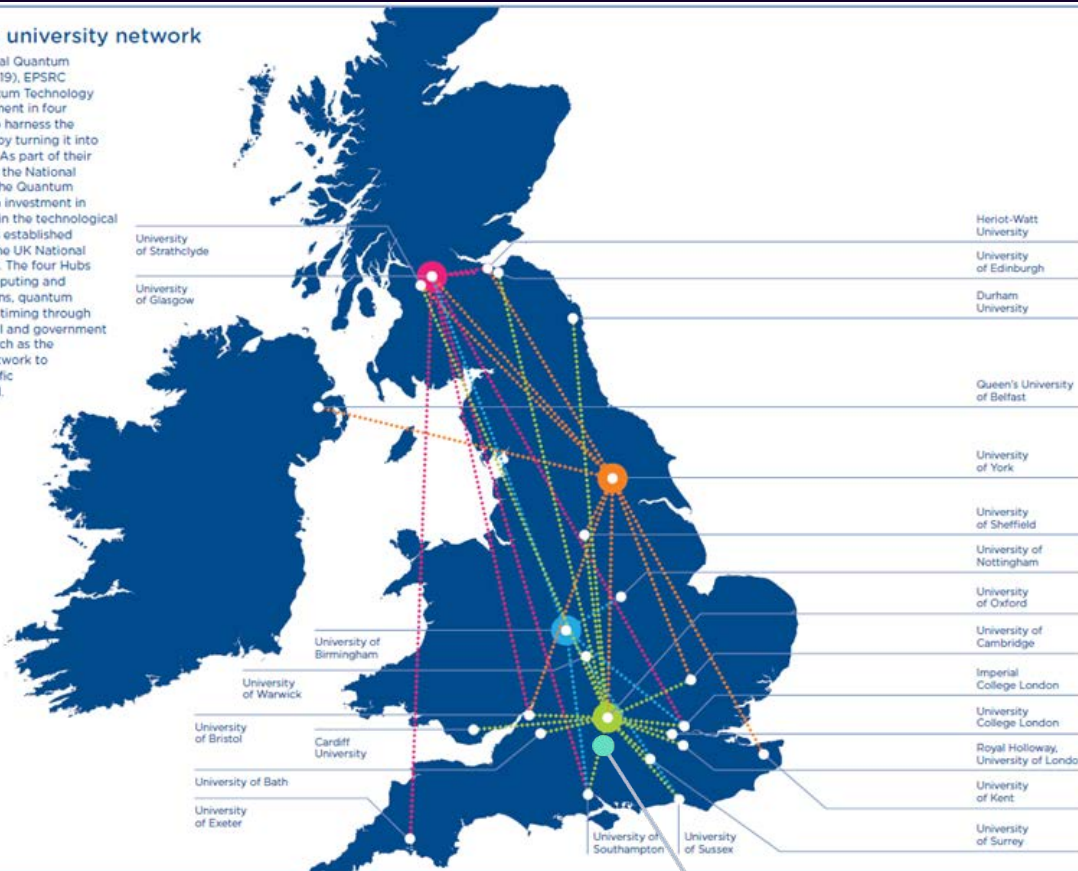 university network
al Quantum
19), EPSRC
tum Technology
ment in four
harness the
by turning it into
As part of their
the National
he Quantum
investment in
in the technological
established
he UK National
The four Hubs
puting and
ns, quantum
timing through
l and government
ch as the
twork to
fic
l.
University
of Strathclyde
University
of Glasgow
Heriot-Watt
University
University
of Edinburgh
Durham
University
Queen's University
of Belfast
University
of York
University
of Sheffield
University of
Nottingham
University
of Oxford
University of
Cambridge
Imperial
College London
University
College London
Royal Holloway,
University of Londo
University
of Kent
University
of Surrey
University of
Birmingham
University
of Warwick
University
of Bristol
Cardiff
University
University of Bath
University
of Exeter
University of
Southampton
University
of Sussex